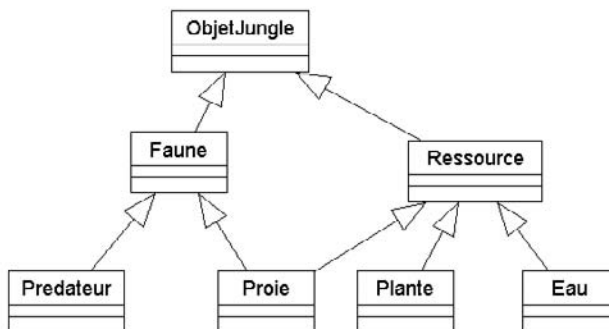 ObjetJungle
Faune
Ressource
Predateur
Proie
Plante
Eau